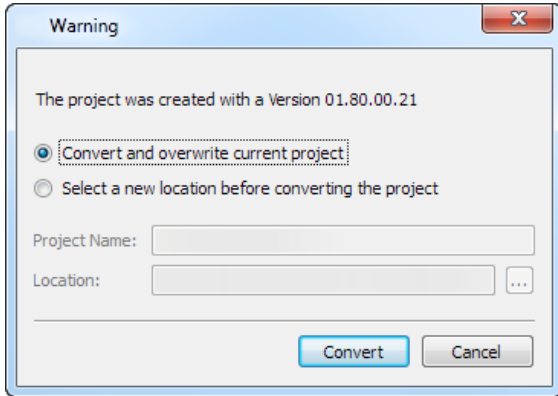 Warning
The project was created with a Version 01.80.00.21
Convert and overwrite current project
Select a new location before converting the project
Project Name:
Location:
...
Convert Cancel